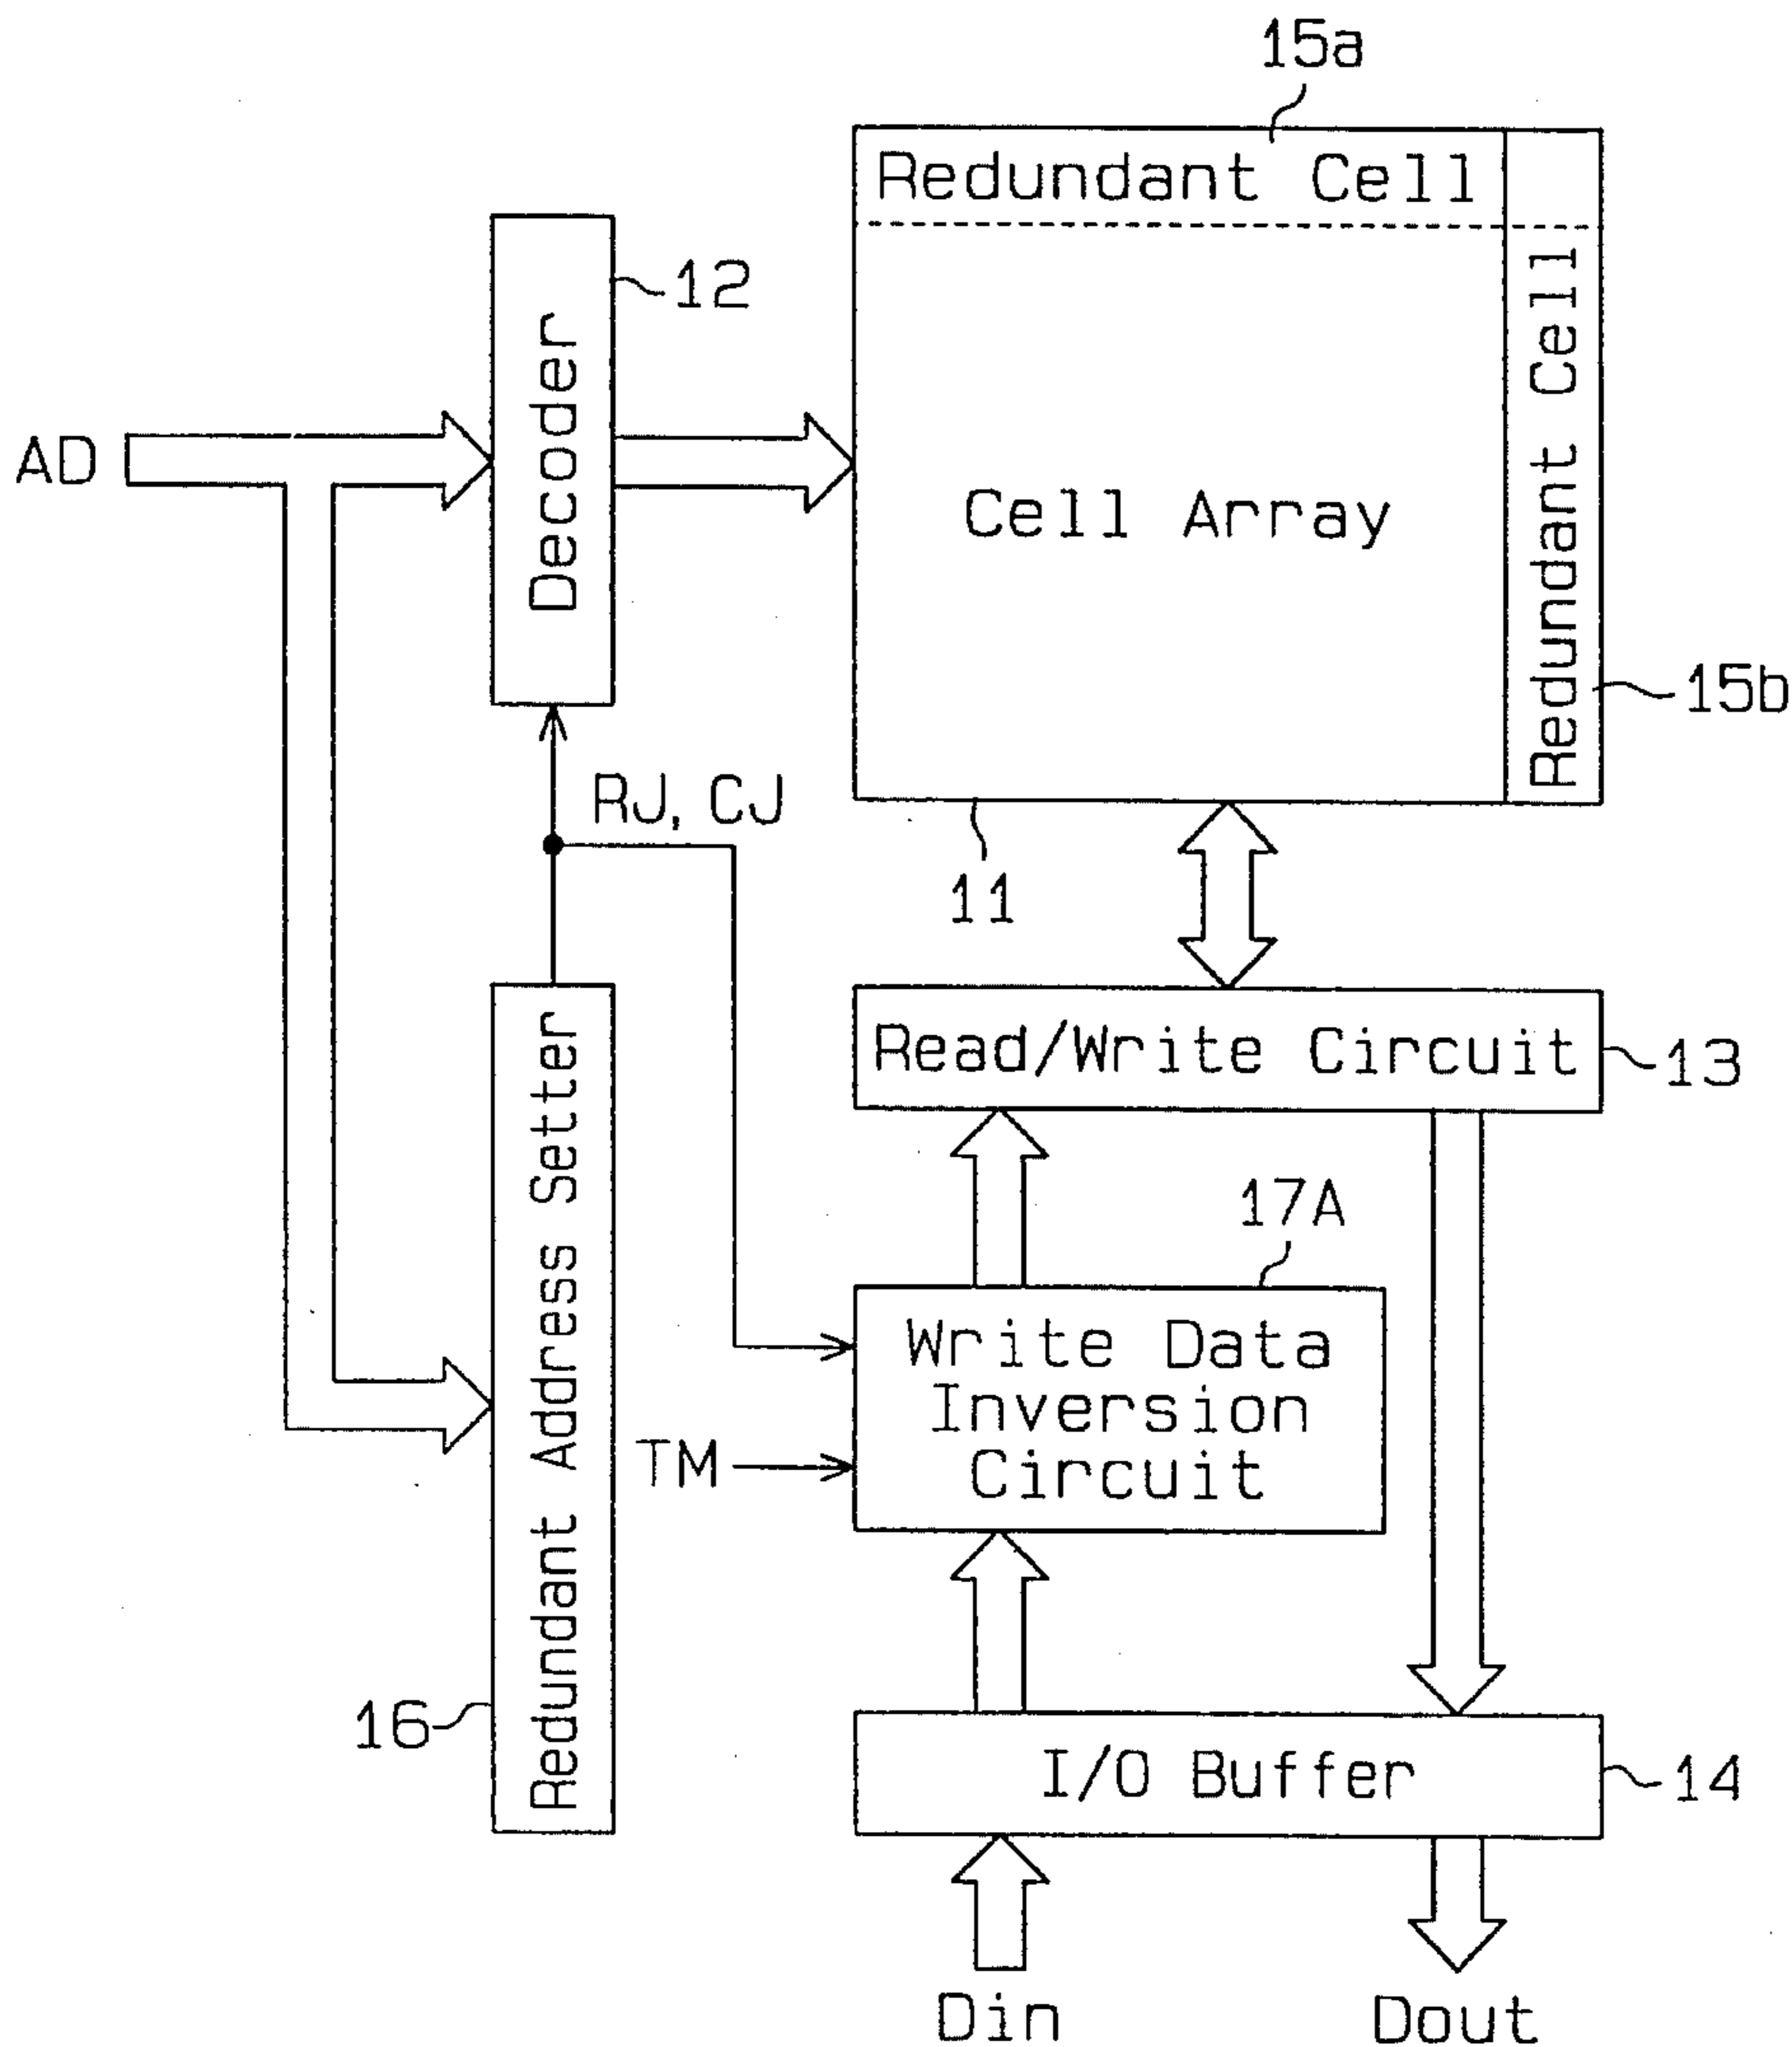 15a
Redundant Cell
12
Decoder
AD
Cell Array
Redundant Cell
15b
RJ, CJ
11
Read/Write Circuit
13
Redundant Address Setter
17A
Write Data
Inversion
Circuit
TM
16
I/O Buffer
14
Din
Dout